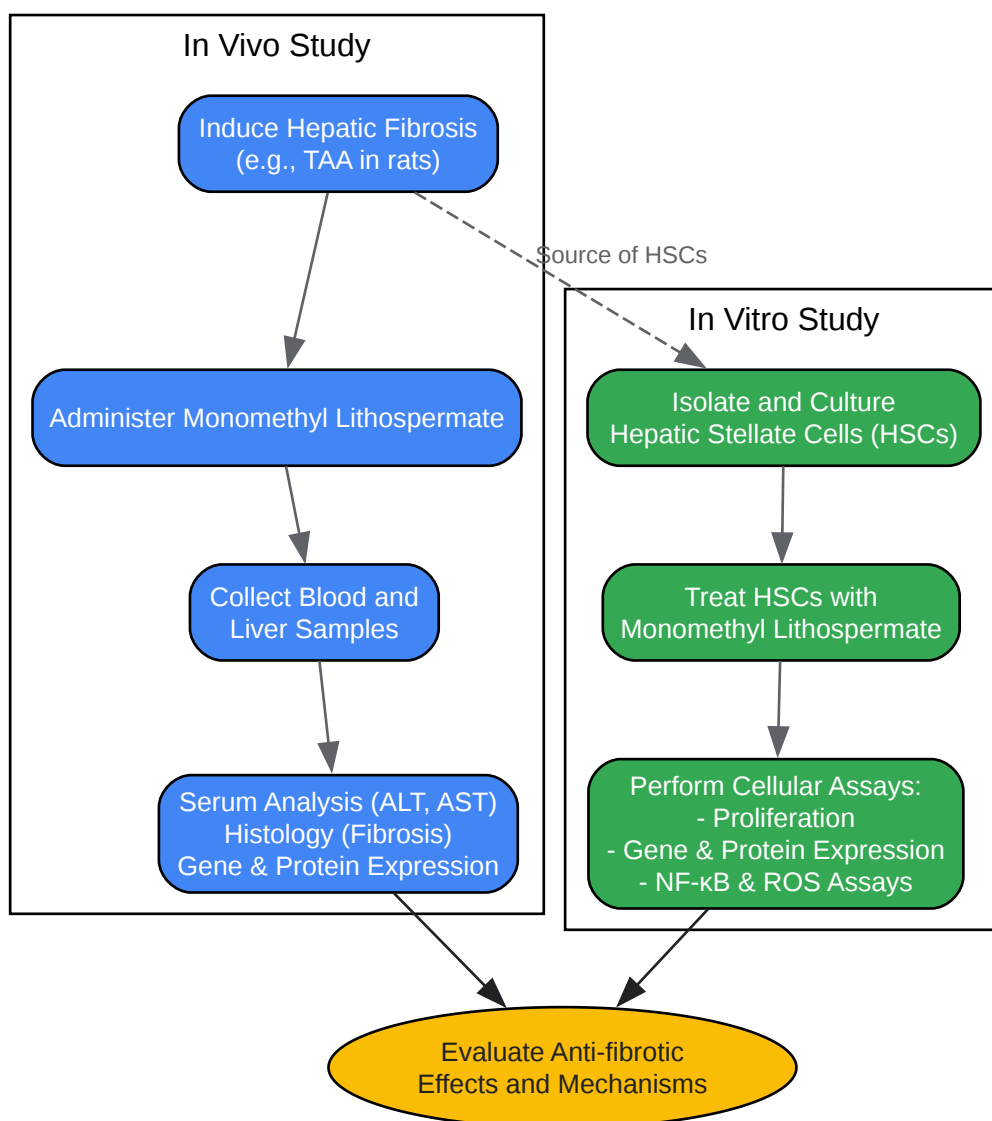 In Vivo Study
Induce Hepatic Fibrosis
(e.g., TAA in rats)
Source of HSCs
Administer Monomethyl Lithospermate
Collect Blood and
Liver Samples
Serum Analysis (ALT, AST)
Histology (Fibrosis)
Gene & Protein Expression
In Vitro Study
Isolate and Culture
Hepatic Stellate Cells (HSCs)
Treat HSCs with
Monomethyl Lithospermate
Perform Cellular Assays:
- Proliferation
- Gene & Protein Expression
- NF-κB & ROS Assays
Evaluate Anti-fibrotic
Effects and Mechanisms